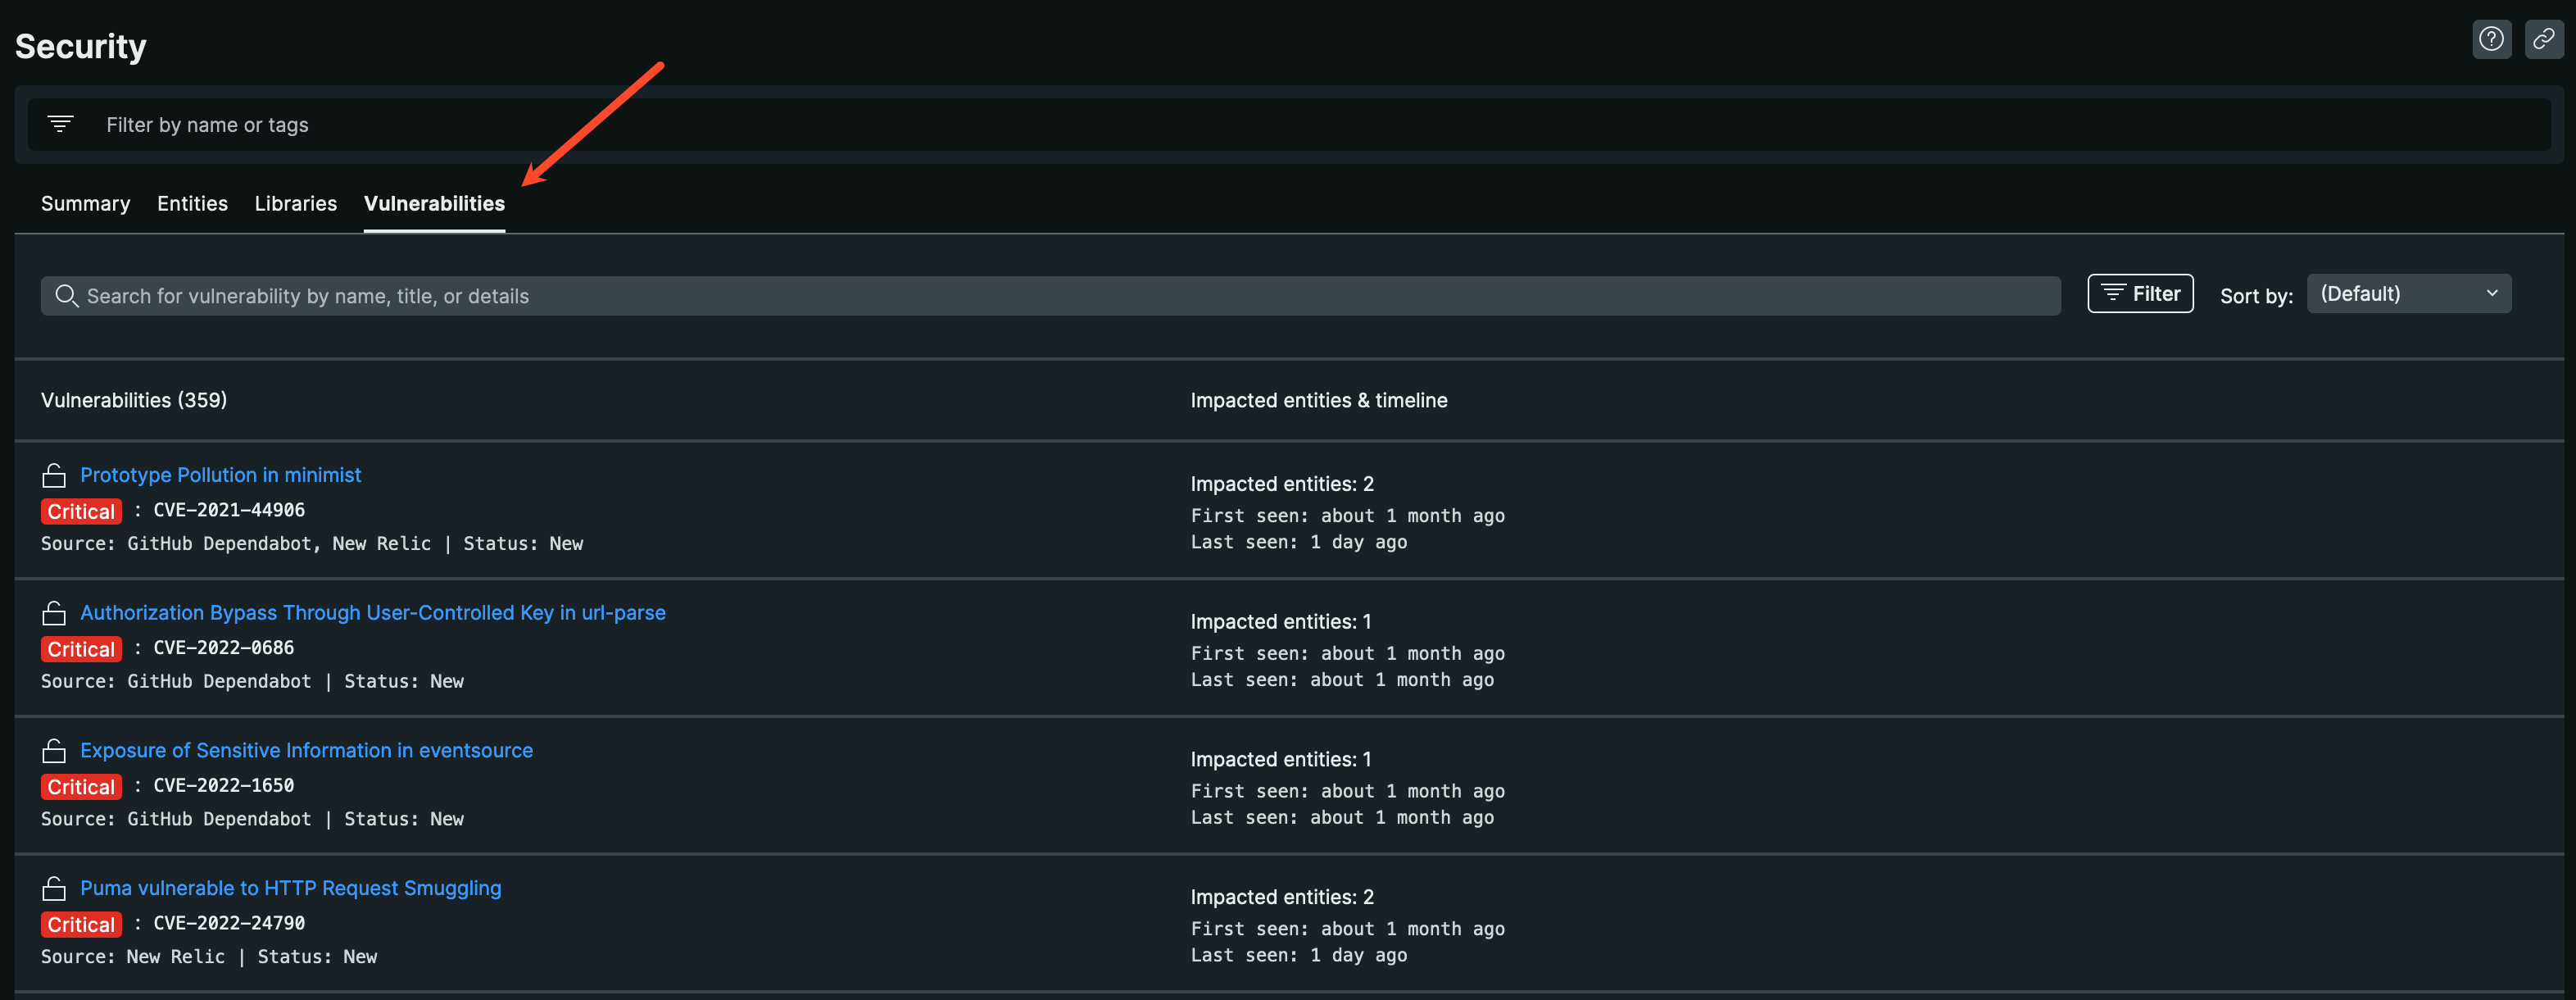 Security
Filter by name or tags
Summary Entities Libraries Vulnerabilities
Search for vulnerability by name, title, or details
Filter
Sort by: (Default)
Vulnerabilities (359)
Impacted entities & timeline
Prototype Pollution in minimist
Critical : CVE-2021-44906
Source: GitHub Dependabot, New Relic | Status: New
Impacted entities: 2
First seen: about 1 month ago
Last seen: 1 day ago
Authorization Bypass Through User-Controlled Key in url-parse
Critical : CVE-2022-0686
Source: GitHub Dependabot | Status: New
Impacted entities: 1
First seen: about 1 month ago
Last seen: about 1 month ago
Exposure of Sensitive Information in eventsource
Critical : CVE-2022-1650
Source: GitHub Dependabot | Status: New
Impacted entities: 1
First seen: about 1 month ago
Last seen: about 1 month ago
Puma vulnerable to HTTP Request Smuggling
Critical : CVE-2022-24790
Source: New Relic | Status: New
Impacted entities: 2
First seen: about 1 month ago
Last seen: 1 day ago